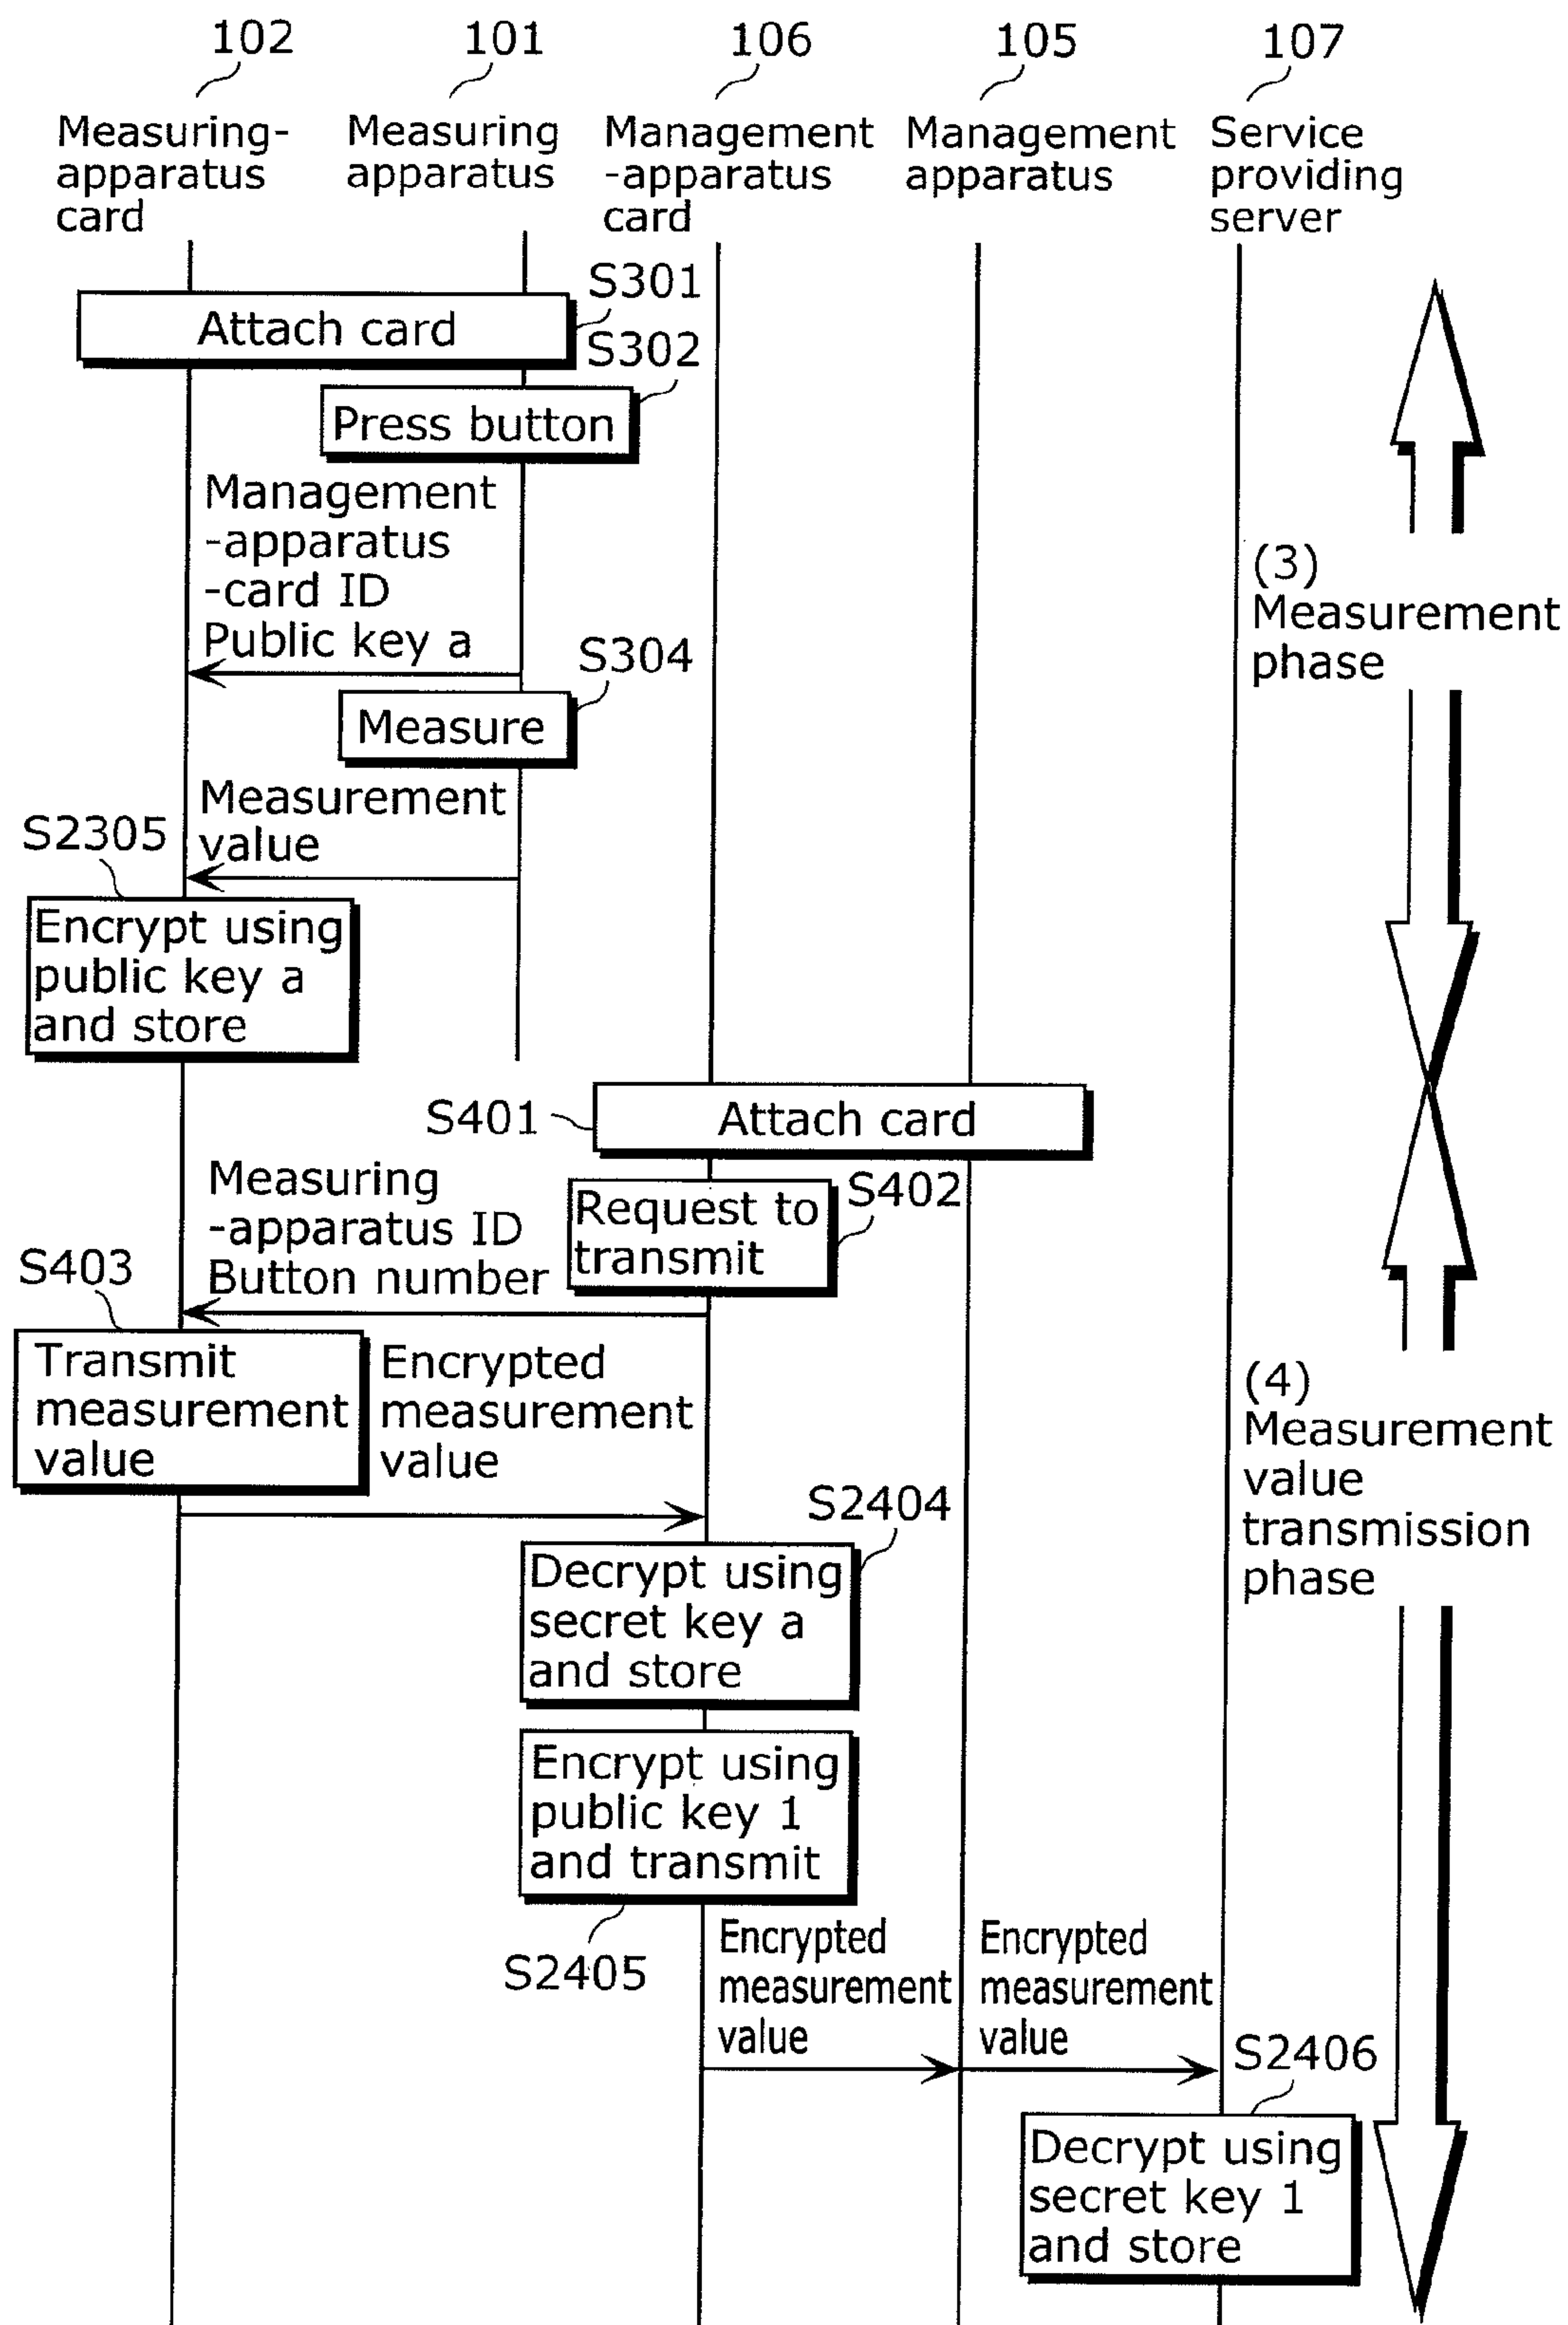 102
101
106
105
107
Measuring-
apparatus
card
Measuring
apparatus
Management
-apparatus
card
Management
apparatus
Service
providing
server
S301
Attach card
S302
Press button
Management
-apparatus
-card ID
Public key a
(3)
Measurement
phase
S304
Measure
Measurement
value
S2305
Encrypt using
public key a
and store
S401
Attach card
Measuring
-apparatus ID
Button number
S402
Request to
transmit
S403
Transmit
measurement
value
Encrypted
measurement
value
(4)
Measurement
value
transmission
phase
S2404
Decrypt using
secret key a
and store
Encrypt using
public key 1
and transmit
S2405
Encrypted
measurement
value
Encrypted
measurement
value
S2406
Decrypt using
secret key 1
and store